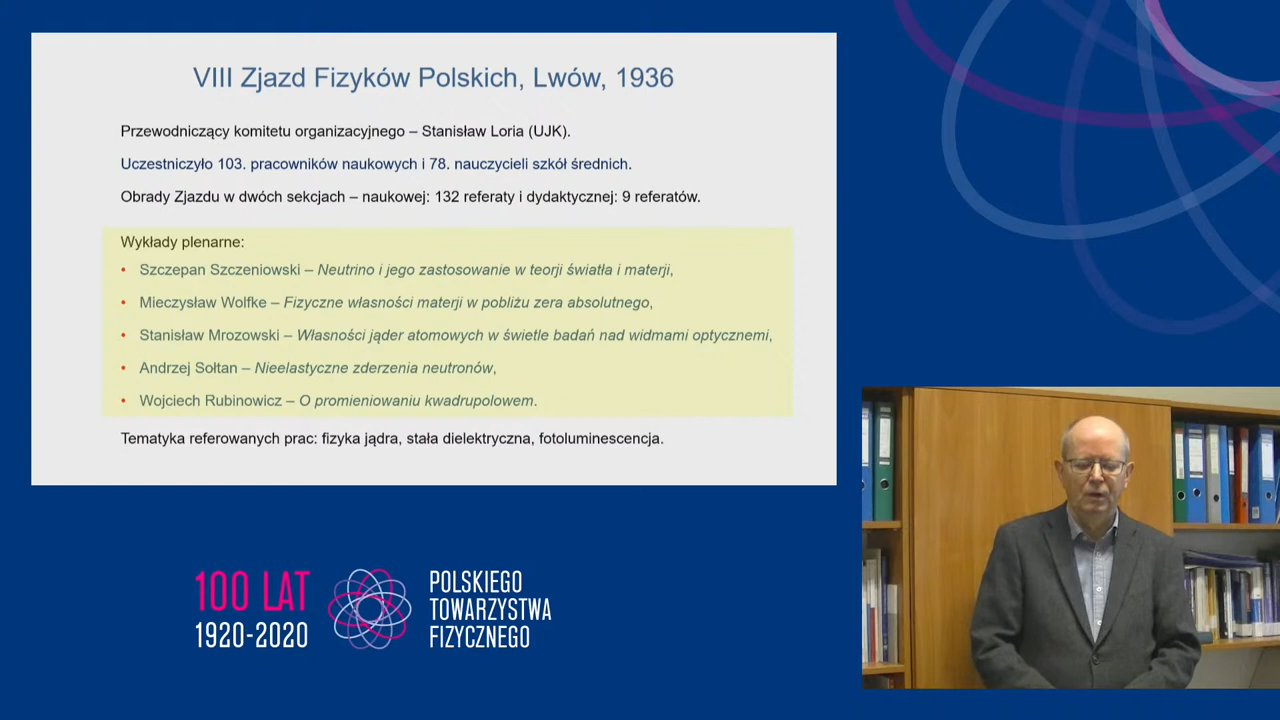 VIII Zjazd Fizyków Polskich, Lwów, 1936
Przewodniczący komitetu organizacyjnego – Stanisław Loria (UJK).
Uczestniczyło 103. pracowników naukowych i 78. nauczycieli szkół średnich.
Obrady Zjazdu w dwóch sekcjach – naukowej: 132 referaty i dydaktycznej: 9 referatów.
Wykłady plenarne:
• Szczepan Szczeniowski – Neutrino i jego zastosowanie w teorji światła i materji,
• Mieczysław Wolfke – Fizyczne własności materji w pobliżu zera absolutnego,
• Stanisław Mrozowski – Własności jąder atomowych w świetle badań nad widmami optycznemi,
• Andrzej Sołtan – Nieelastyczne zderzenia neutronów,
• Wojciech Rubinowicz – O promieniowaniu kwadrupolowem.
Tematyka referowanych prac: fizyka jądra, stała dielektryczna, fotoluminescencja.
100 LAT
1920-2020
POLSKIEGO
TOWARZYSTWA
FIZYCZNEGO